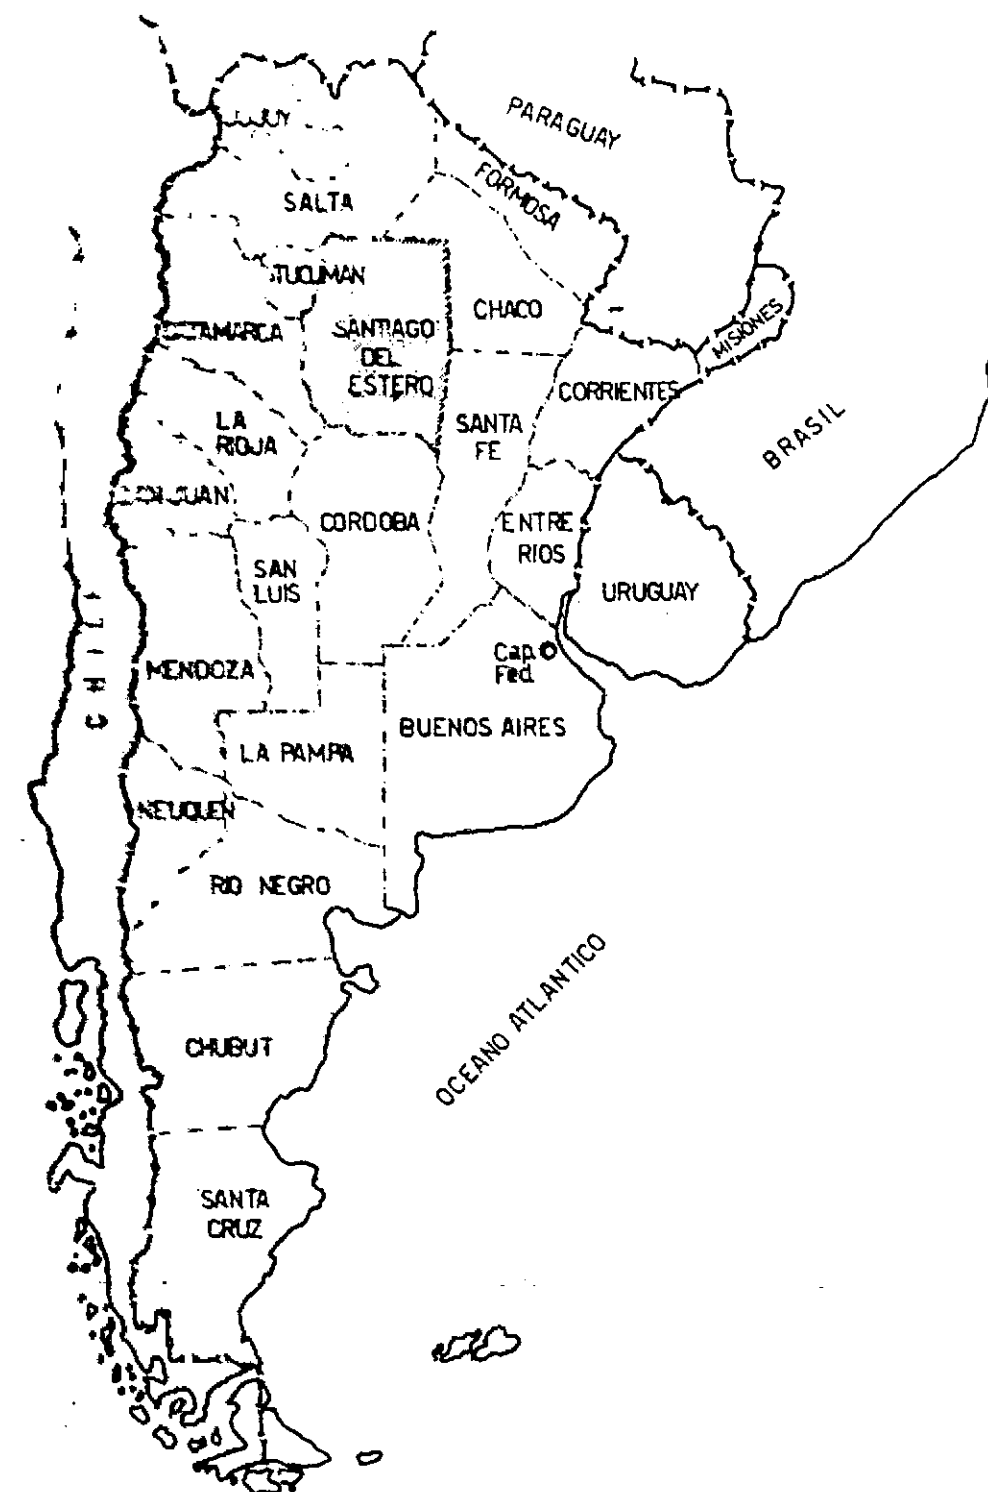 PARAGUAY
FORMOSA
SALTA
TUCUMAN
CHACO
MISIONES
SANTIAGO
DEL
ESTERO
CORRIENTES
LA
RIOJA
SANTA
FE
BRASIL
CORDOBA
ENTRE
RIOS
SAN
LUIS
URUGUAY
CHILE
Cap.
Fed.
MENDOZA
BUENOS AIRES
LA PAMPA
NEUQUEN
RIO NEGRO
OCEANO ATLANTICO
CHUBUT
SANTA
CRUZ